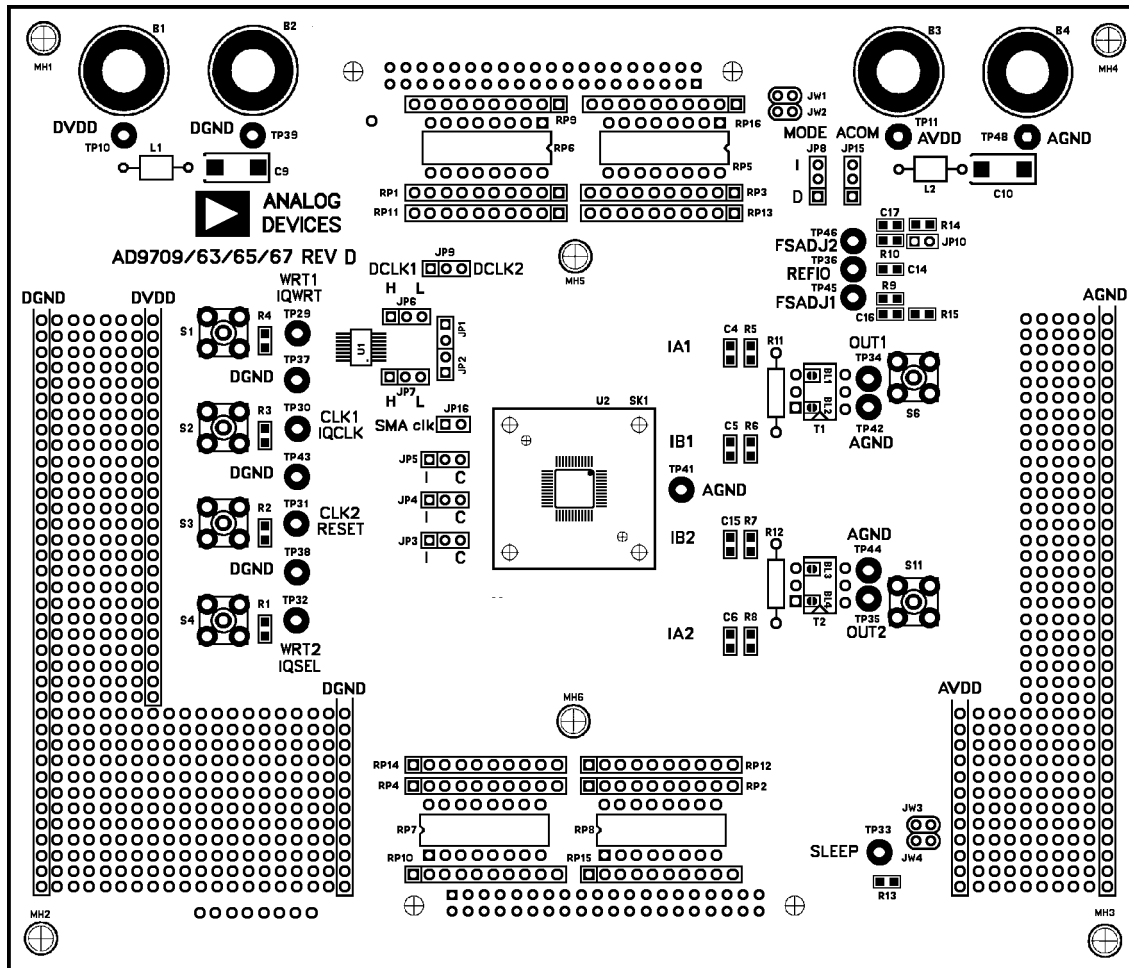 B1
B2
B3
B4
MH1
MH4
DVDD
TP10
DGND
TP39
TP11
AVDD
TP48
AGND
L1
C9
L2
C10
RP9
RP16
RP6
RP5
RP1
RP3
RP11
RP13
JW1
JW2
MODE
ACOM
JP8
JP15
I
D
ANALOG
DEVICES
AD9709/63/65/67 REV D
C17
R14
TP46
FSADJ2
JP10
TP36
R10
REFIO
C14
TP45
R9
FSADJ1
C16
R15
MH5
JP9
DCLK1
DCLK2
H
L
JP6
U1
JP1
JP2
JP7
H
L
DGND
DVDD
AGND
WRT1
IQWRT
S1
R4
TP29
TP37
DGND
S2
R3
TP30
CLK1
IQCLK
TP43
DGND
S3
R2
TP31
CLK2
RESET
TP38
DGND
S4
R1
TP32
WRT2
IQSEL
JP16
SMA clk
JP5
I
C
JP4
I
C
JP3
I
C
U2
SK1
TP41
AGND
IA1
C4
R5
R11
BL1
BL2
T1
OUT1
TP34
TP42
AGND
S6
IB1
C5
R6
IB2
C15
R7
R12
BL3
BL4
T2
AGND
TP44
TP35
OUT2
S11
IA2
C6
R8
DGND
AVDD
MH6
RP14
RP12
RP4
RP2
RP7
RP8
RP10
RP15
SLEEP
TP33
JW3
JW4
R13
MH2
MH3